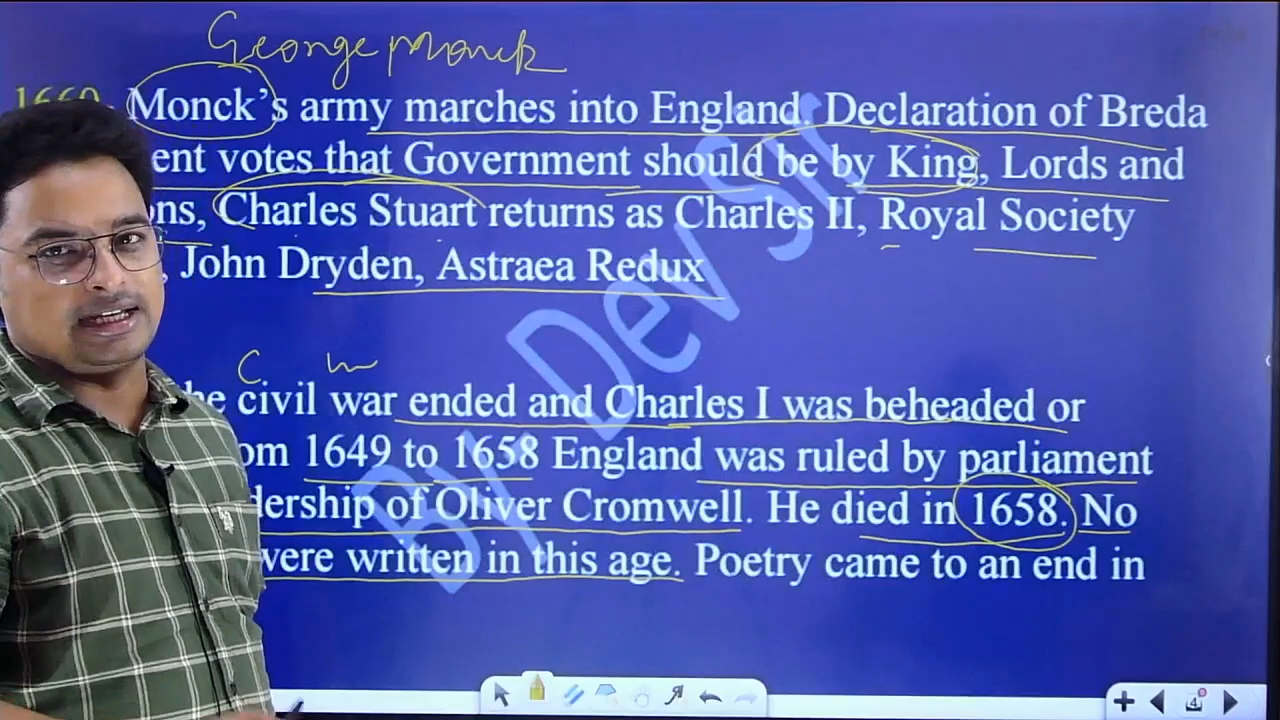 George Monck
1660 Monck's army marches into England. Declaration of Breda
ent votes that Government should be by King, Lords and
ons, Charles Stuart returns as Charles II, Royal Society
, John Dryden, Astraea Redux
C W
he civil war ended and Charles I was beheaded or
om 1649 to 1658 England was ruled by parliament
dership of Oliver Cromwell. He died in 1658. No
were written in this age. Poetry came to an end in
By. Dev Sir
4